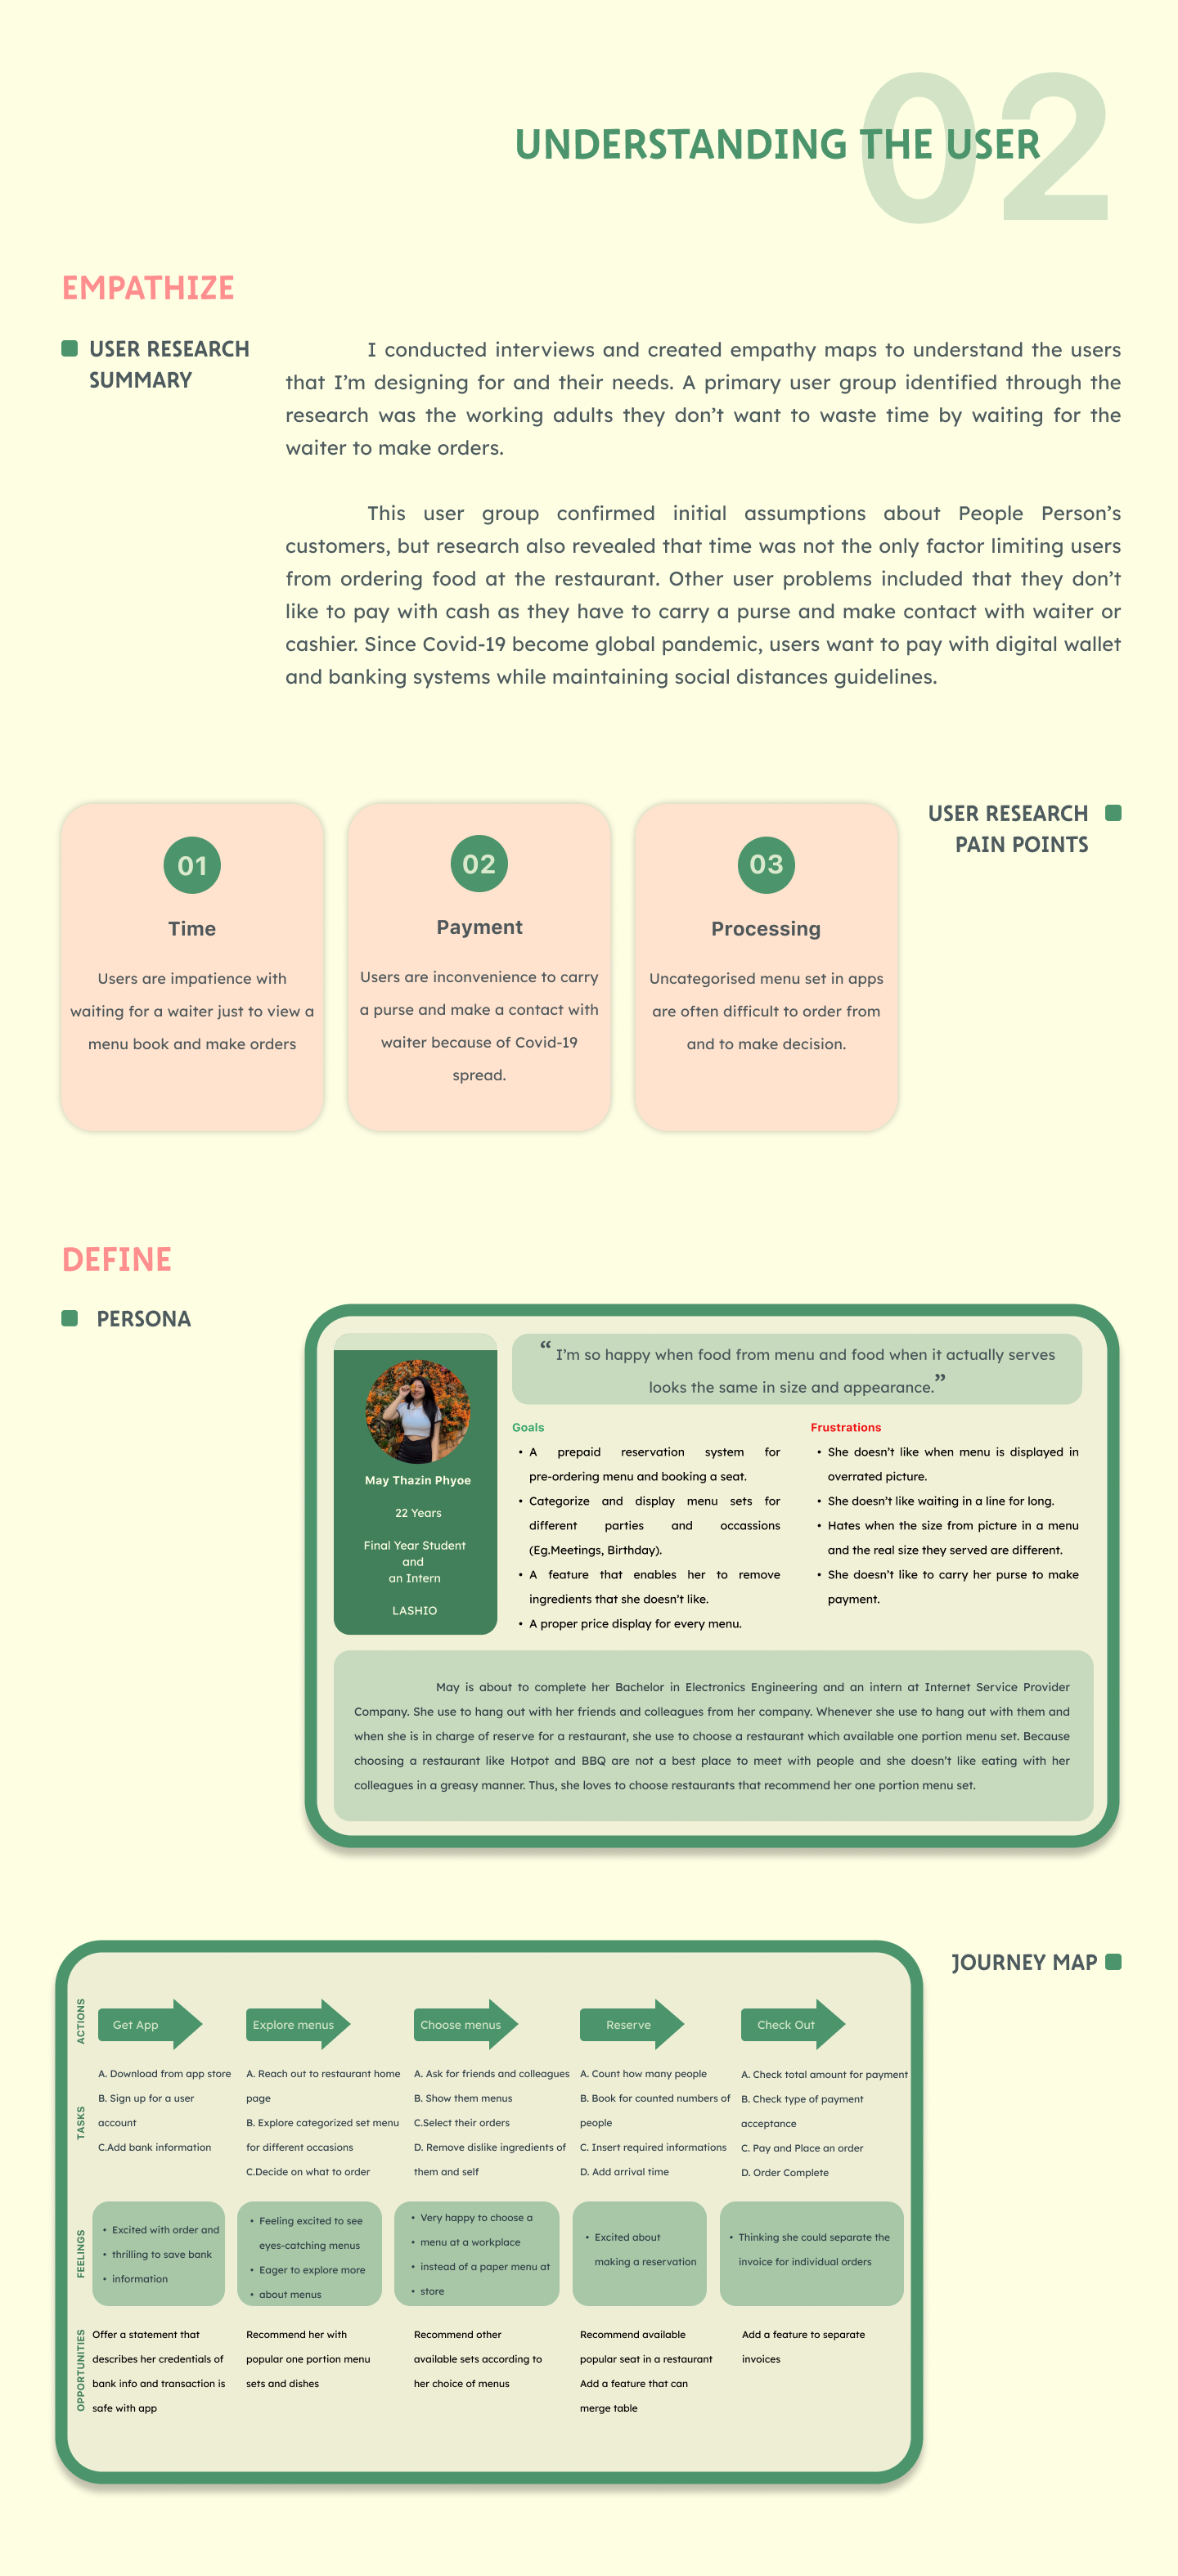 02
UNDERSTANDING THE USER
EMPATHIZE
USER RESEARCH
SUMMARY
I conducted interviews and created empathy maps to understand the users
that I’m designing for and their needs. A primary user group identified through the
research was the working adults they don’t want to waste time by waiting for the
waiter to make orders.
This user group confirmed initial assumptions about People Person’s
customers, but research also revealed that time was not the only factor limiting users
from ordering food at the restaurant. Other user problems included that they don’t
like to pay with cash as they have to carry a purse and make contact with waiter or
cashier. Since Covid-19 become global pandemic, users want to pay with digital wallet
and banking systems while maintaining social distances guidelines.
USER RESEARCH
PAIN POINTS
01
Time
Users are impatience with
waiting for a waiter just to view a
menu book and make orders
02
Payment
Users are inconvenience to carry
a purse and make a contact with
waiter because of Covid-19
spread.
03
Processing
Uncategorised menu set in apps
are often difficult to order from
and to make decision.
DEFINE
PERSONA
May Thazin Phyoe
22 Years
Final Year Student
and
an Intern
LASHIO
“ I’m so happy when food from menu and food when it actually serves
looks the same in size and appearance.”
Goals
• A prepaid reservation system for
pre-ordering menu and booking a seat.
• Categorize and display menu sets for
different parties and occassions
(Eg.Meetings, Birthday).
• A feature that enables her to remove
ingredients that she doesn’t like.
• A proper price display for every menu.
Frustrations
• She doesn’t like when menu is displayed in
overrated picture.
• She doesn’t like waiting in a line for long.
• Hates when the size from picture in a menu
and the real size they served are different.
• She doesn’t like to carry her purse to make
payment.
May is about to complete her Bachelor in Electronics Engineering and an intern at Internet Service Provider
Company. She use to hang out with her friends and colleagues from her company. Whenever she use to hang out with them and
when she is in charge of reserve for a restaurant, she use to choose a restaurant which available one portion menu set. Because
choosing a restaurant like Hotpot and BBQ are not a best place to meet with people and she doesn’t like eating with her
colleagues in a greasy manner. Thus, she loves to choose restaurants that recommend her one portion menu set.
JOURNEY MAP
ACTIONS
Get App
Explore menus
Choose menus
Reserve
Check Out
TASKS
A. Download from app store
B. Sign up for a user
account
C.Add bank information
A. Reach out to restaurant home
page
B. Explore categorized set menu
for different occasions
C.Decide on what to order
A. Ask for friends and colleagues
B. Show them menus
C.Select their orders
D. Remove dislike ingredients of
them and self
A. Count how many people
B. Book for counted numbers of
people
C. Insert required informations
D. Add arrival time
A. Check total amount for payment
B. Check type of payment
acceptance
C. Pay and Place an order
D. Order Complete
FEELINGS
• Excited with order and
• thrilling to save bank
• information
• Feeling excited to see
eyes-catching menus
• Eager to explore more
• about menus
• Very happy to choose a
• menu at a workplace
• instead of a paper menu at
• store
• Excited about
making a reservation
• Thinking she could separate the
invoice for individual orders
OPPORTUNITIES
Offer a statement that
describes her credentials of
bank info and transaction is
safe with app
Recommend her with
popular one portion menu
sets and dishes
Recommend other
available sets according to
her choice of menus
Recommend available
popular seat in a restaurant
Add a feature that can
merge table
Add a feature to separate
invoices